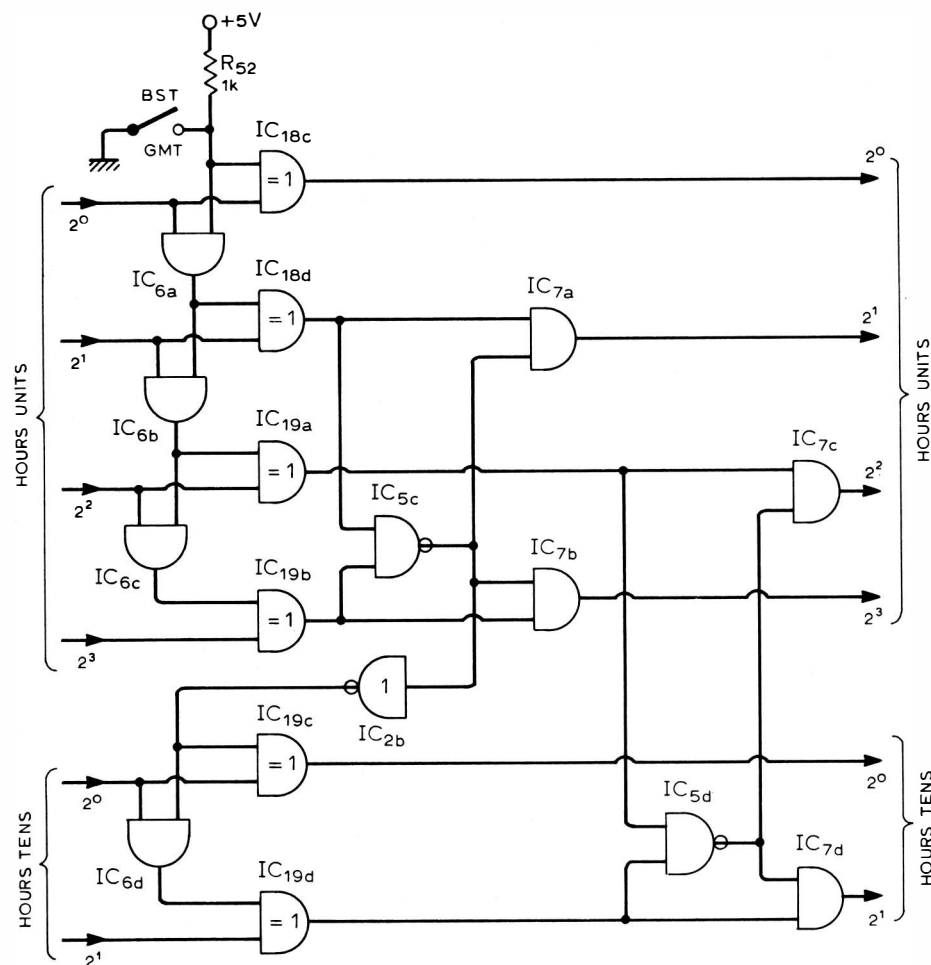 +5V
R52
1k
BST
GMT
IC18c
= 1
2⁰
2⁰
IC6a
IC18d
= 1
IC7a
2¹
2¹
HOURS UNITS
HOURS UNITS
IC6b
IC19a
= 1
IC7c
2²
2²
IC5c
IC6c
IC19b
= 1
IC7b
2³
2³
1
IC2b
IC19c
= 1
2⁰
2⁰
HOURS TENS
HOURS TENS
IC5d
IC6d
IC19d
= 1
IC7d
2¹
2¹